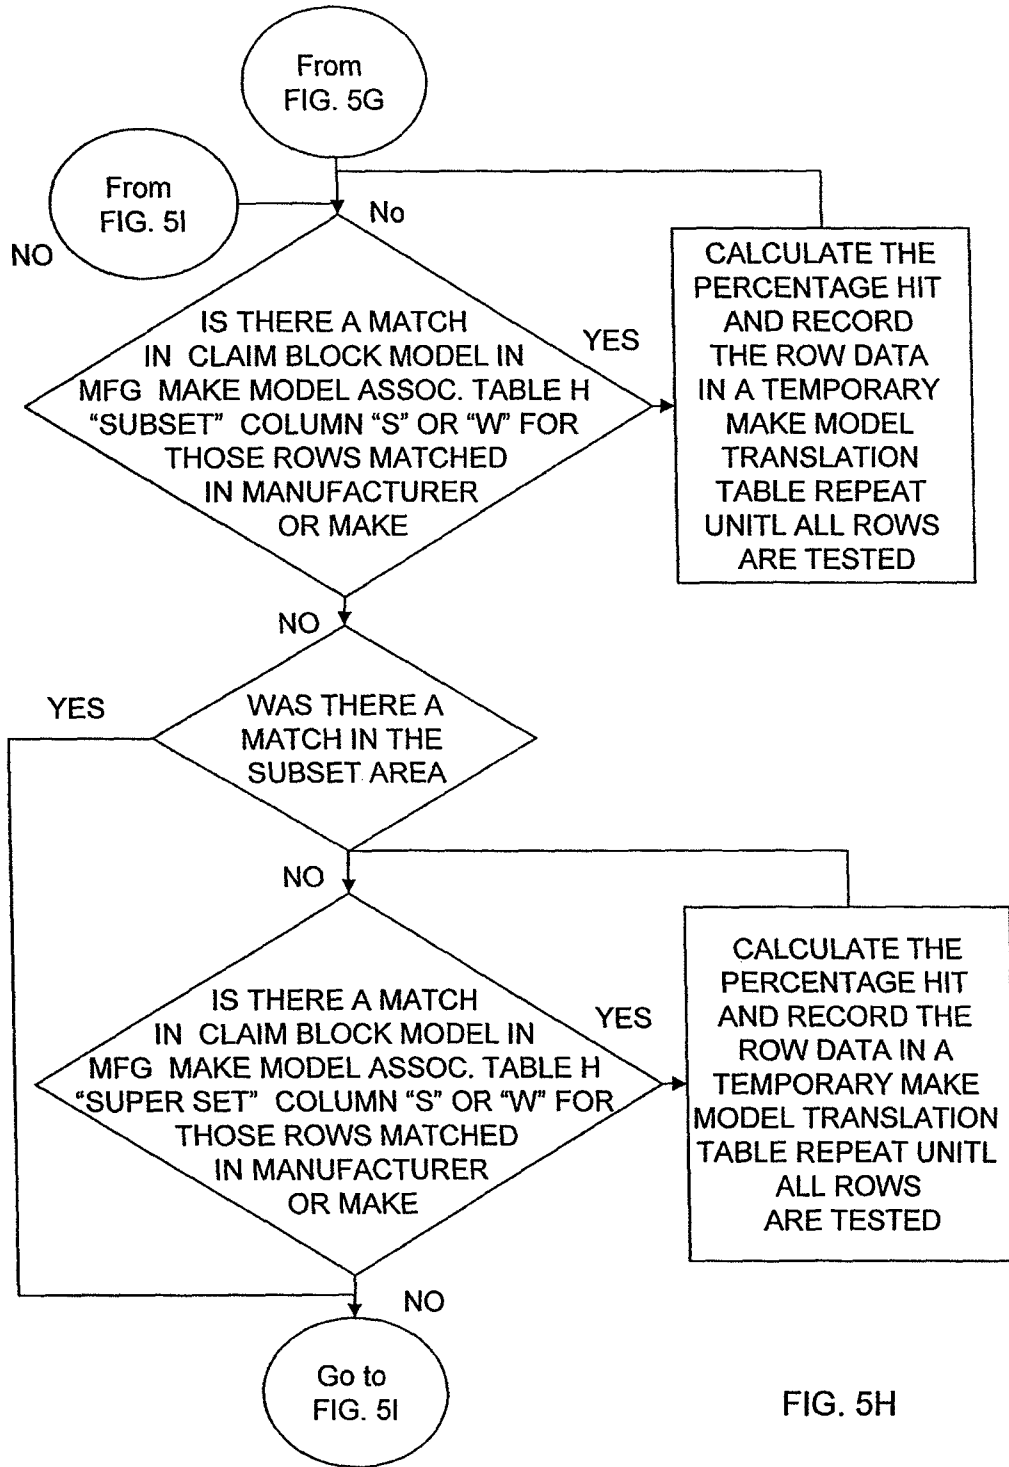 From
FIG. 5G
From
FIG. 5I
NO
No
IS THERE A MATCH
IN CLAIM BLOCK MODEL IN
MFG MAKE MODEL ASSOC. TABLE H
“SUBSET” COLUMN “S” OR “W” FOR
THOSE ROWS MATCHED
IN MANUFACTURER
OR MAKE
YES
CALCULATE THE
PERCENTAGE HIT
AND RECORD
THE ROW DATA
IN A TEMPORARY
MAKE MODEL
TRANSLATION
TABLE REPEAT
UNITL ALL ROWS
ARE TESTED
NO
YES
WAS THERE A
MATCH IN THE
SUBSET AREA
NO
IS THERE A MATCH
IN CLAIM BLOCK MODEL IN
MFG MAKE MODEL ASSOC. TABLE H
“SUPER SET” COLUMN “S” OR “W” FOR
THOSE ROWS MATCHED
IN MANUFACTURER
OR MAKE
YES
CALCULATE THE
PERCENTAGE HIT
AND RECORD THE
ROW DATA IN A
TEMPORARY MAKE
MODEL TRANSLATION
TABLE REPEAT UNITL
ALL ROWS
ARE TESTED
NO
Go to
FIG. 5I
FIG. 5H